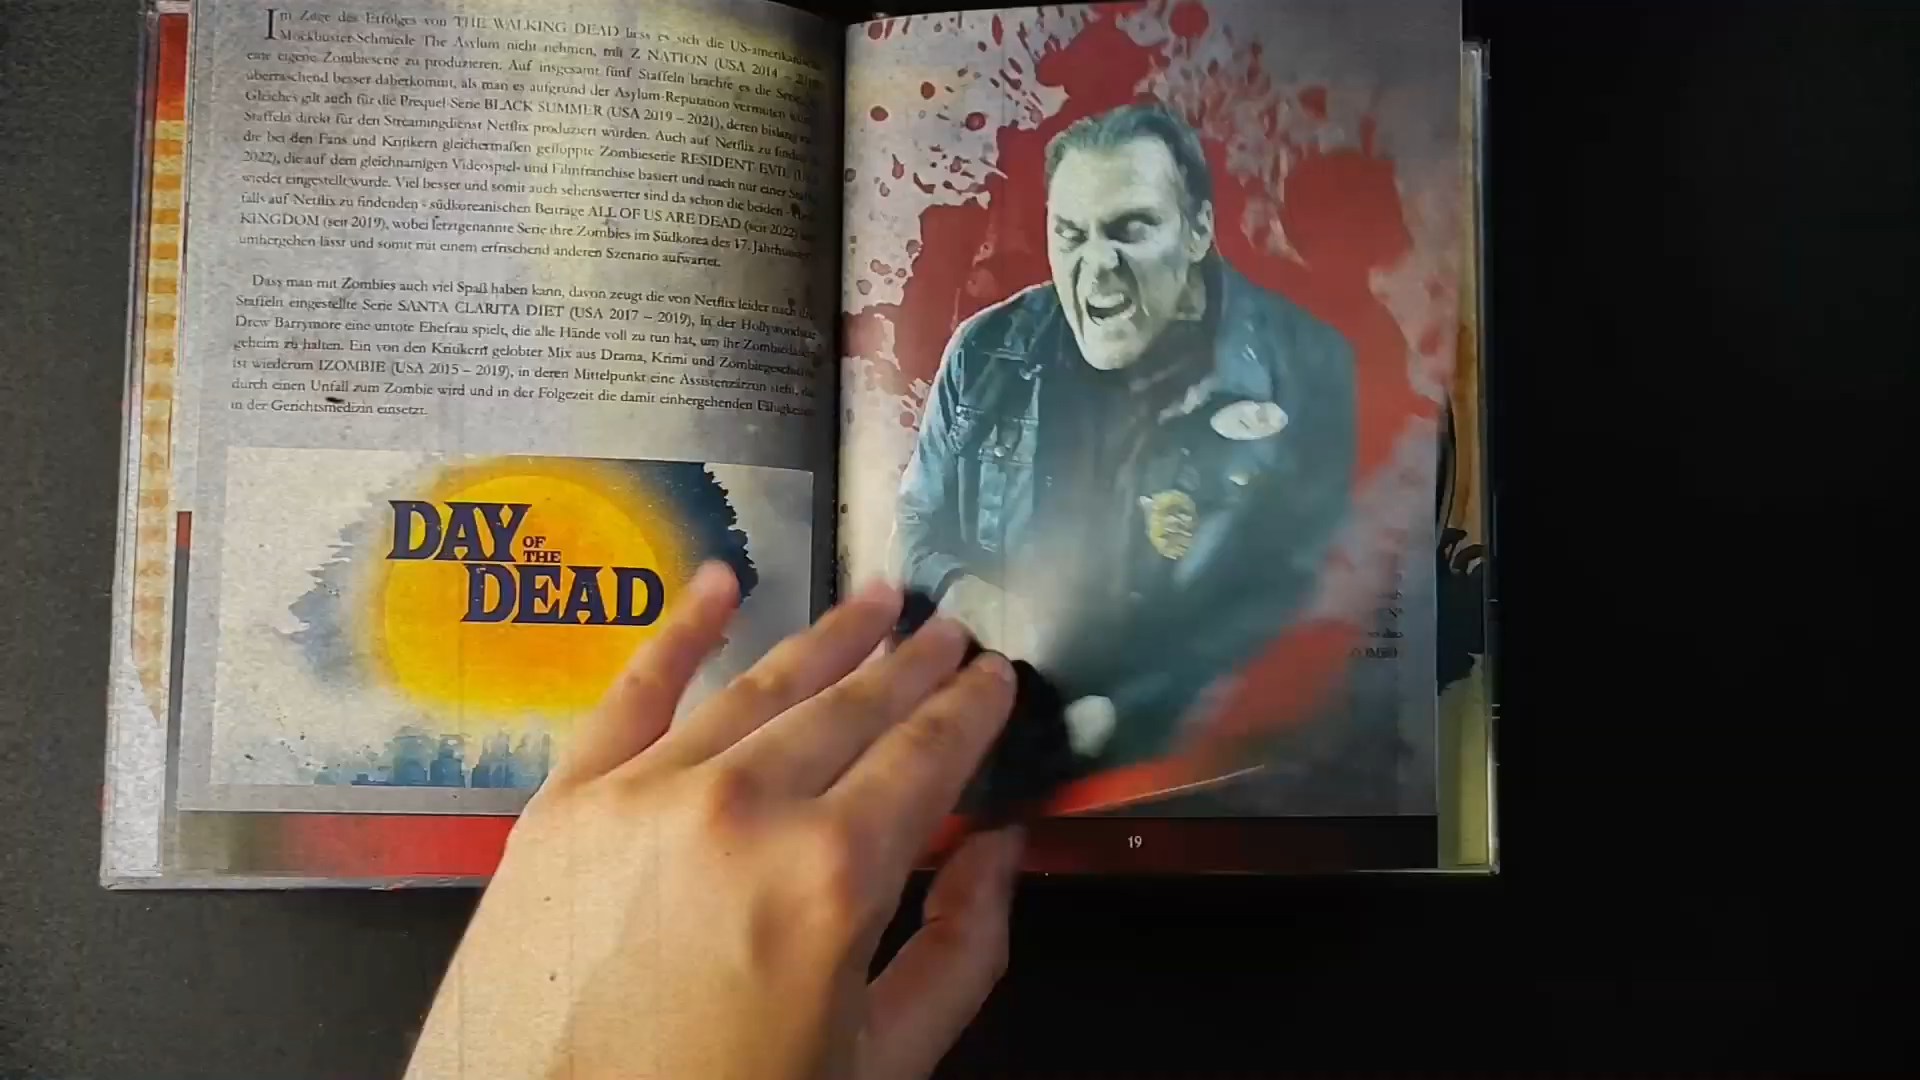 Im Zuge des Erfolges von THE WALKING DEAD liess es sich die US-amerikanische
Mockbuster-Schmiede The Asylum nicht nehmen, mit Z NATION (USA 2014 –
eine eigene Zombieserie zu produzieren. Auf insgesamt fünf Staffeln brachte es die Serie,
überraschend besser daherkommt, als man es aufgrund der Asylum-Reputation vermuten
Gleiches gilt auch für die Prequel-Serie BLACK SUMMER (USA 2019 – 2021), deren bislang
Staffeln direkt für den Streamingdienst Netflix produziert wurden. Auch auf Netflix zu finden
die bei den Fans und Kritikern gleichermaßen gefloppte Zombieserie RESIDENT EVIL
2022), die auf dem gleichnamigen Videospiel- und Filmfranchise basiert und nach nur einer
wieder eingestellt wurde. Viel besser und somit auch sehenswerter sind da schon die beiden -
falls auf Netflix zu findenden - südkoreanischen Beiträge ALL OF US ARE DEAD (seit 2022)
KINGDOM (seit 2019), wobei letztgenannte Serie ihre Zombies im Südkorea des 17. Jahrhunderts
umhergehen lässt und somit mit einem erfrischend anderen Szenario aufwartet.
Dass man mit Zombies auch viel Spaß haben kann, davon zeugt die von Netflix leider nach
Staffeln eingestellte Serie SANTA CLARITA DIET (USA 2017 – 2019), In der Hollywoodstar
Drew Barrymore eine untote Ehefrau spielt, die alle Hände voll zu tun hat, um ihr Zombiedasein
geheim zu halten. Ein von den Kritikern gelobter Mix aus Drama, Krimi und Zombiegeschichte
ist wiederum IZOMBIE (USA 2015 – 2019), in deren Mittelpunkt eine Assistenzärztin steht, die
durch einen Unfall zum Zombie wird und in der Folgezeit die damit einhergehenden Fähigkeiten
in der Gerichtsmedizin einsetzt.
DAY
OF
THE
DEAD
19